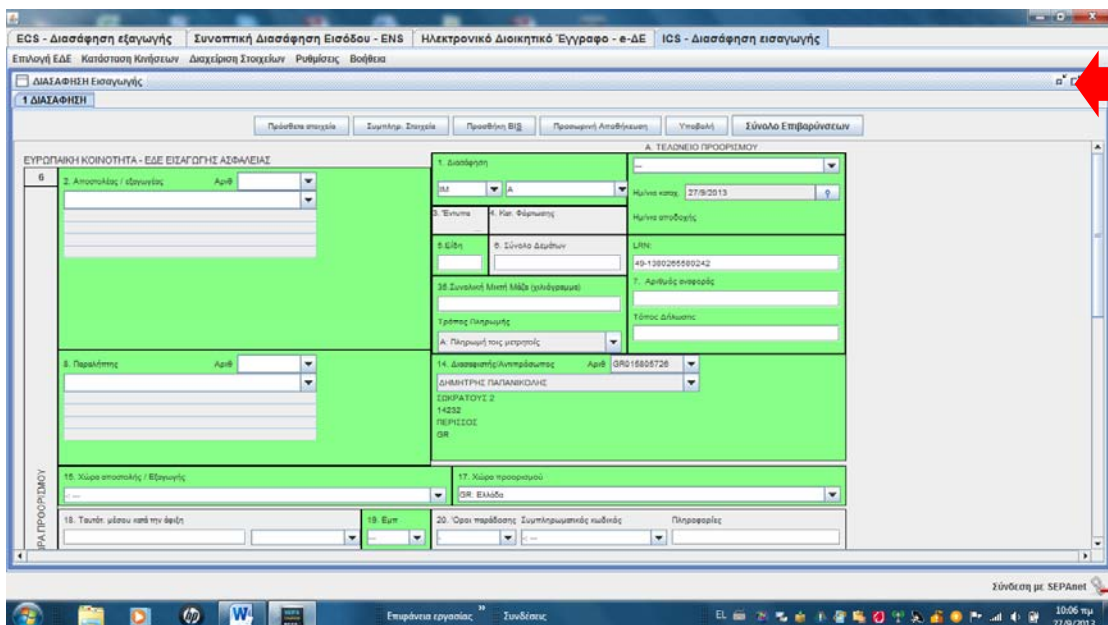 ECS - Διασάφηση εξαγωγής Συνοπτική Διασάφηση Εισόδου - ENS Ηλεκτρονικό Διοικητικό Έγγραφο - e-ΔΕ ICS - Διασάφηση εισαγωγής
Επιλογή ΕΔΕ Κατάσταση Κινήσεων Διαχείριση Στοιχείων Ρυθμίσεις Βοήθεια
ΔΙΑΣΑΦΗΣΗ Εισαγωγής
1 ΔΙΑΣΑΦΗΣΗ
Πρόσθετα στοιχεία Συμπληρ. Στοιχεία Προσθήκη BIS Προσωρινή Αποθήκευση Υποβολή Σύνολο Επιβαρύνσεων
Α. ΤΕΛΩΝΕΙΟ ΠΡΟΟΡΙΣΜΟΥ
ΕΥΡΩΠΑΙΚΗ ΚΟΙΝΟΤΗΤΑ - ΕΔΕ ΕΙΣΑΓΩΓΗΣ ΑΣΦΑΛΕΙΑΣ
1. Διασάφηση
---
6
2. Αποστολέας / εξαγωγέας Αριθ
IM A
Ημ/νια καταχ. 27/9/2013
3. Έντυπα 4. Κατ. Φόρτωσης
Ημ/νια αποδοχής
5.Είδη 6. Σύνολο Δεμάτων
LRN:
49-1380265580242
35.Συνολική Μικτή Μάζα (χιλιόγραμμα)
7. Αριθμός αναφοράς
Τρόπος Πληρωμής
Τόπος Δήλωσης:
A: Πληρωμή τοις μετρητοίς
8. Παραλήπτης Αριθ
14. Διασαφιστής/Αντιπρόσωπος Αριθ GR015805726
ΔΗΜΗΤΡΗΣ ΠΑΠΑΝΙΚΟΛΗΣ
ΣΩΚΡΑΤΟΥΣ 2
14232
ΠΕΡΙΣΣΟΣ
GR
15. Χώρα αποστολής / Εξαγωγής
17. Χώρα προορισμού
-: ---
GR: Ελλάδα
18. Ταυτότ. μέσου κατά την άφιξη 19. Εμπ 20. Όροι παράδοσης Συμπληρωματικός κωδικός Πληροφορίες
ΠΡΟΟΡΙΣΜΟΥ
Σύνδεση με SEPAnet
Επιφάνεια εργασίας » Συνδέσεις EL 10:06 πμ
27/9/2013